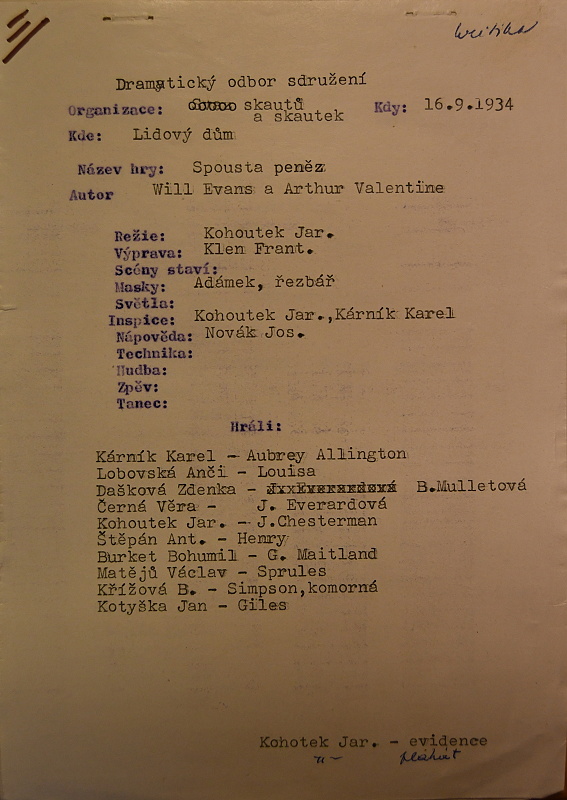 kritika
Dramatický odbor sdružení
Organizace: skautů Kdy: 16.9.1934
a skautek
Kde: Lidový dům
Název hry: Spousta peněz
Autor Will Evans a Arthur Valentine
Režie: Kohoutek Jar.
Výprava: Klen Frant.
Scény staví:
Masky: Adámek, řezbář
Světla:
Inspice: Kohoutek Jar.,Kárník Karel
Nápověda: Novák Jos.
Technika:
Hudba:
Zpěv:
Tanec:
Hráli:
Kárník Karel - Aubrey Allington
Lobovská Anči - Louisa
Dašková Zdenka - B.Mulletová
Černá Věra - J. Everardová
Kohoutek Jar. - J.Chesterman
Štěpán Ant. - Henry
Burket Bohumil - G. Maitland
Matějů Václav - Sprules
Křížová B. - Simpson,komorná
Kotyška Jan - Giles
Kohotek Jar. - evidence
-"- plakát